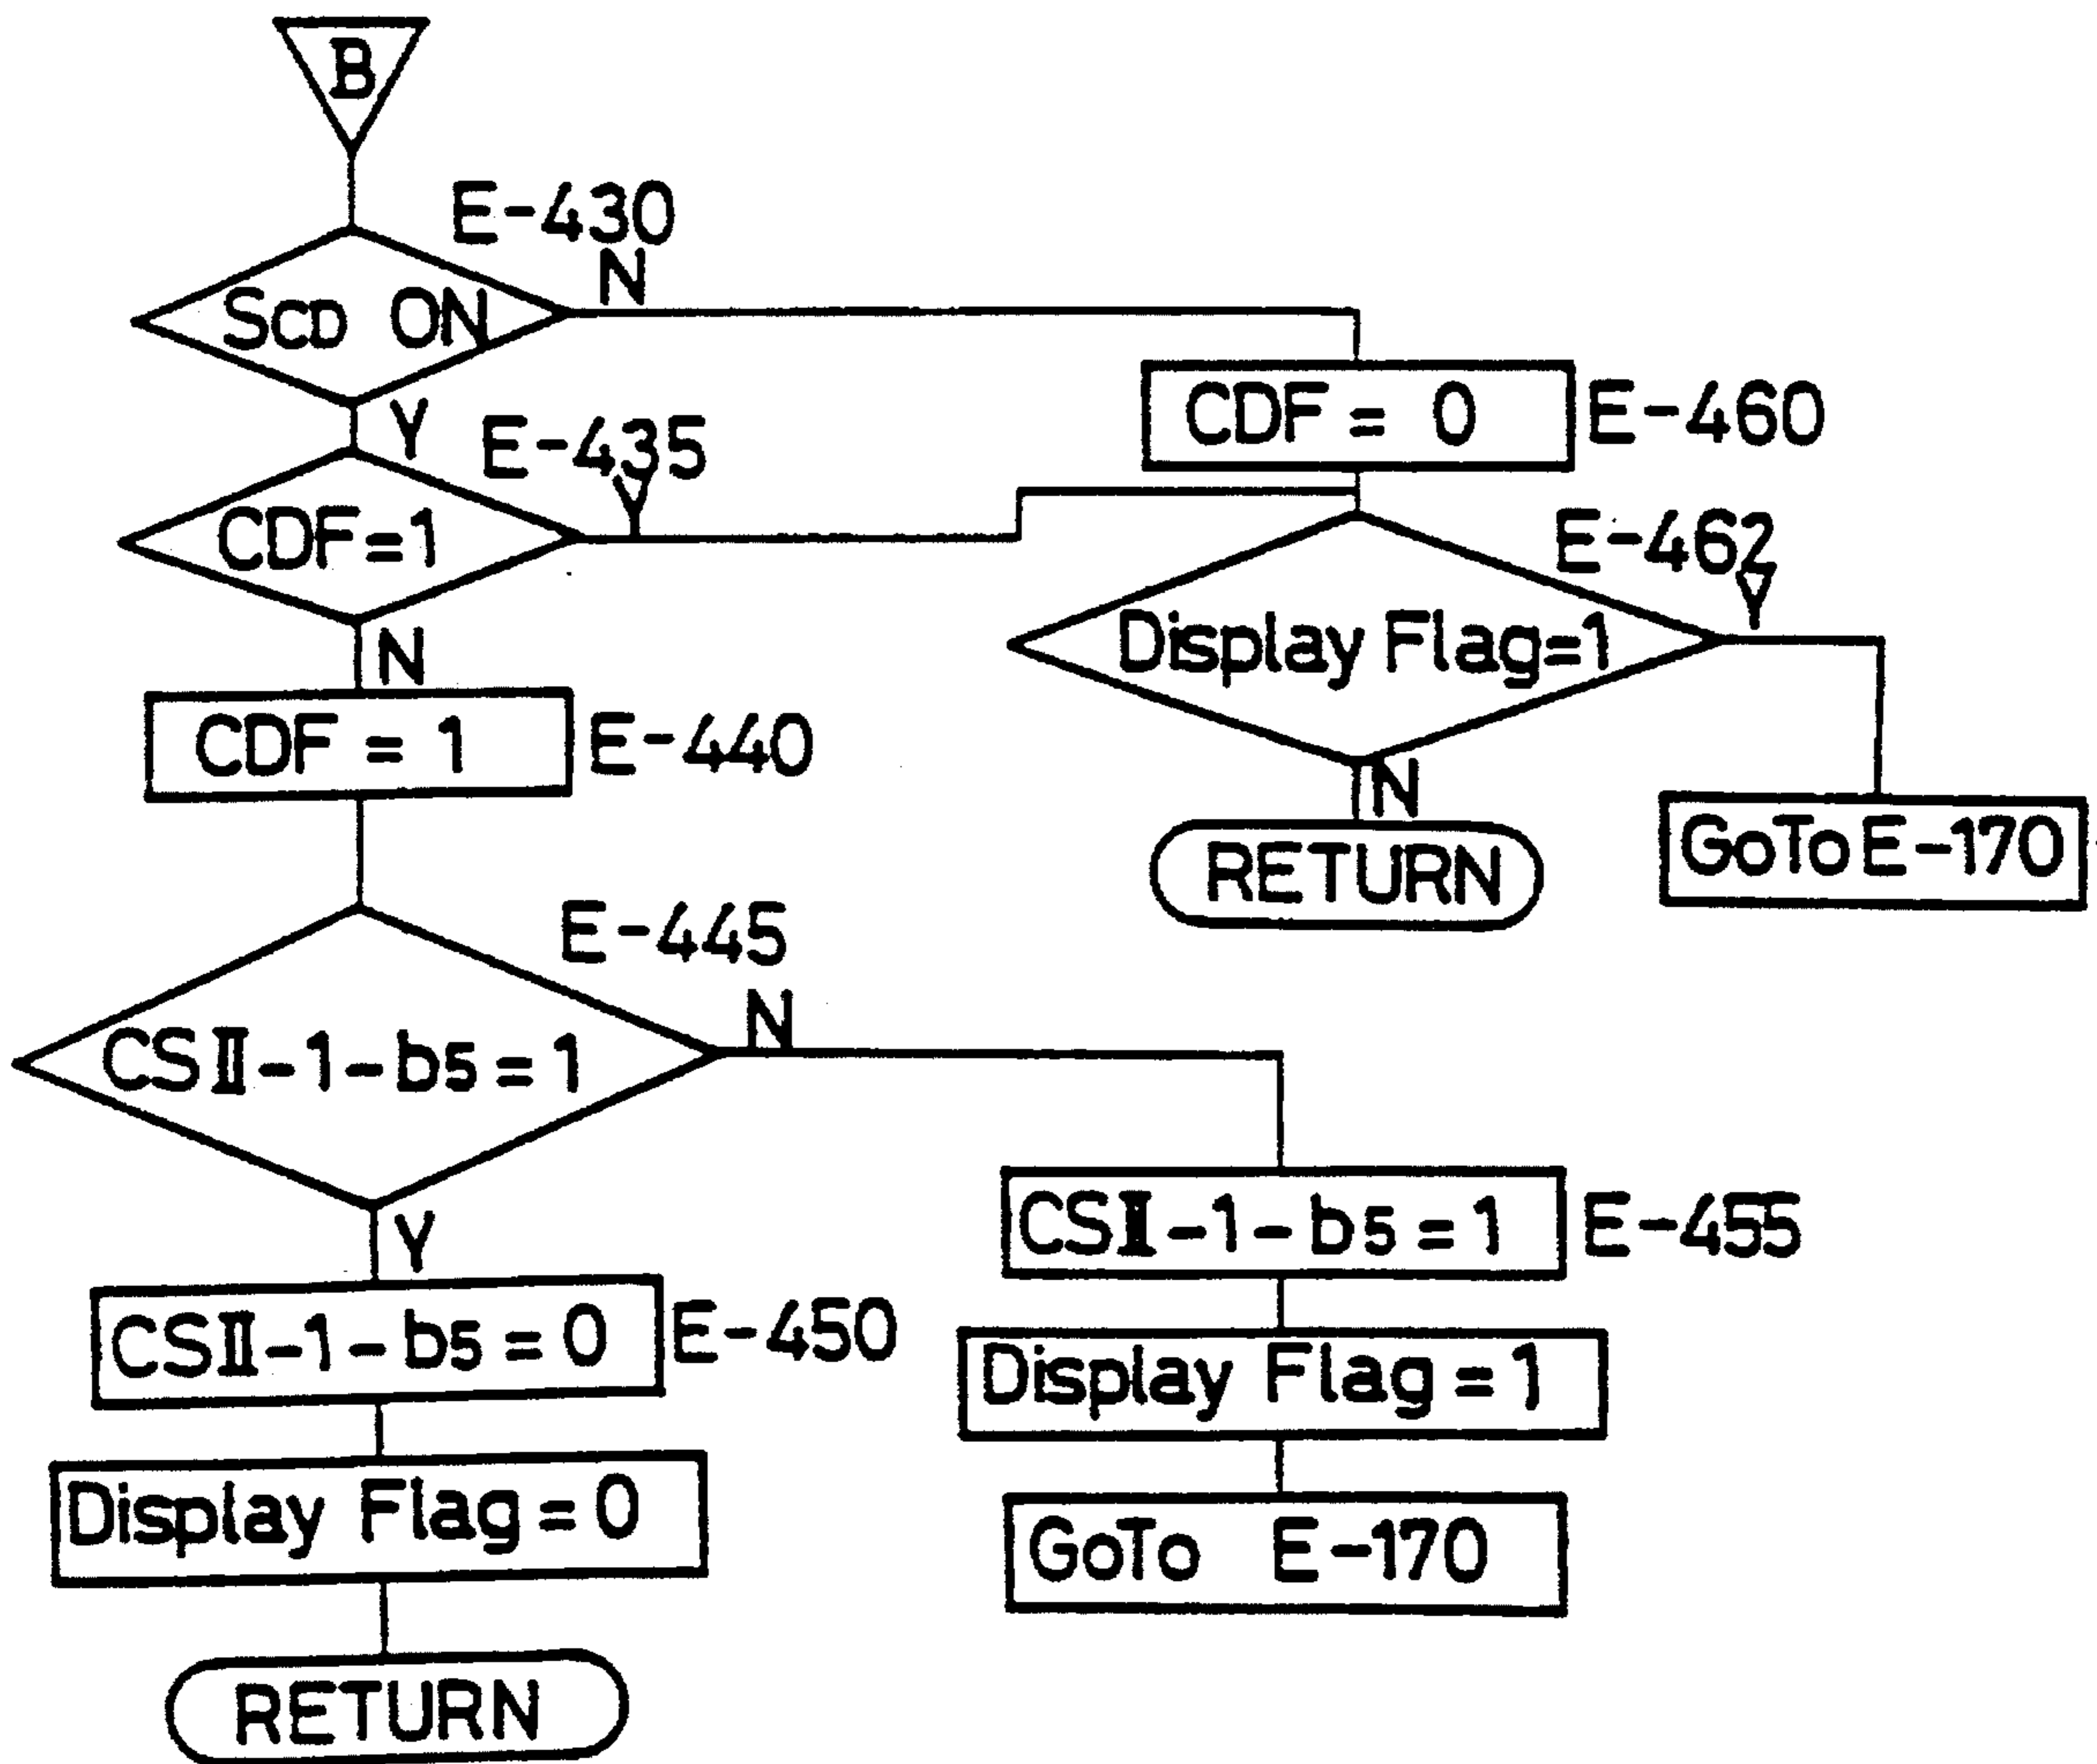 B
E-430
N
SCD ON
Y
CDF = 0
E-460
E-435
Y
CDF=1
E-462
Y
N
Display Flag=1
CDF = 1
E-440
N
RETURN
GoTo E-170
E-445
N
CSII-1-b5=1
Y
CSII-1-b5=1
E-455
CSII-1-b5=0
E-450
Display Flag=1
Display Flag=0
GoTo E-170
RETURN